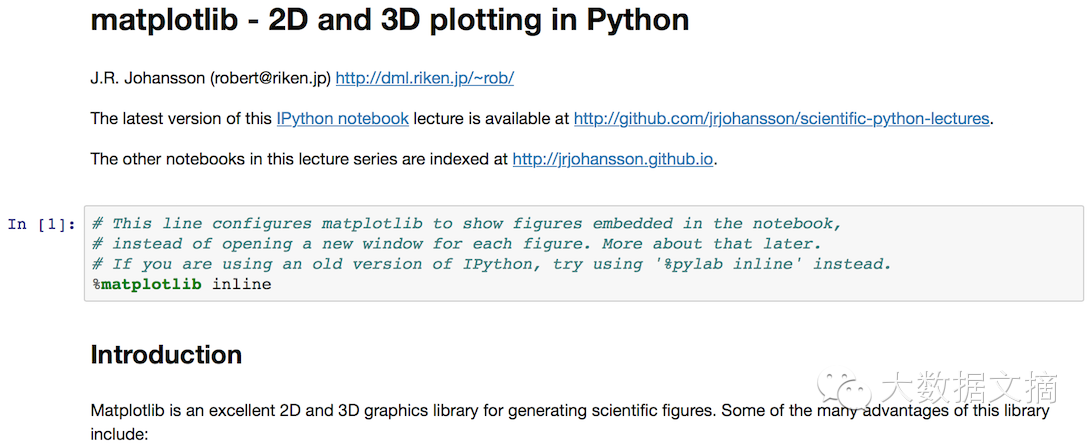 matplotlib - 2D and 3D plotting in Python
J.R. Johansson (robert@riken.jp) http://dml.riken.jp/~rob/
The latest version of this IPython notebook lecture is available at http://github.com/jrjohansson/scientific-python-lectures.
The other notebooks in this lecture series are indexed at http://jrjohansson.github.io.
In [1]:
# This line configures matplotlib to show figures embedded in the notebook,
# instead of opening a new window for each figure. More about that later.
# If you are using an old version of IPython, try using '%pylab inline' instead.
%matplotlib inline
Introduction
大数据文摘
Matplotlib is an excellent 2D and 3D graphics library for generating scientific figures. Some of the many advantages of this library
include: